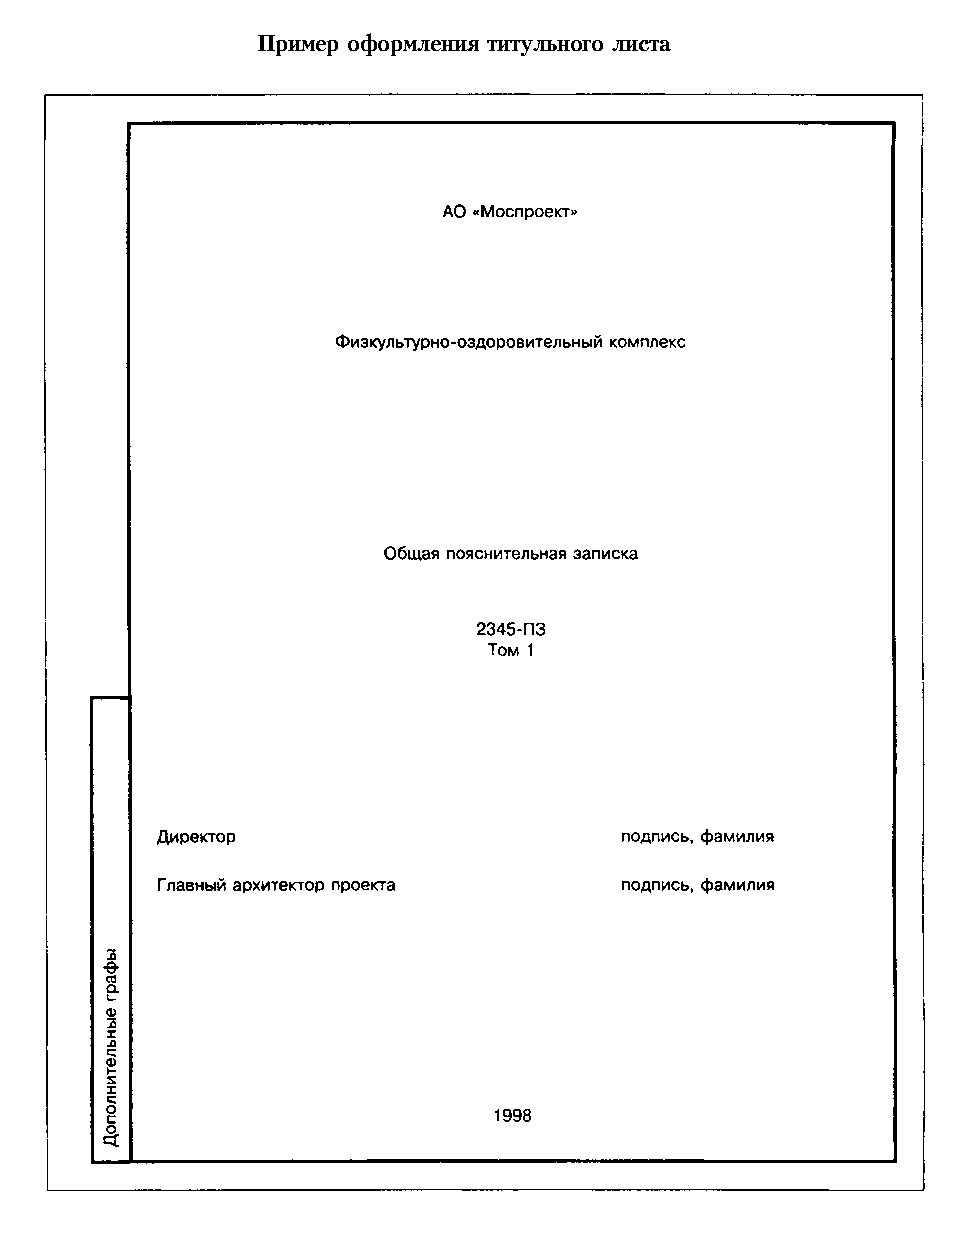 Пример оформления титульного листа
АО «Моспроект»
Физкультурно-оздоровительный комплекс
Общая пояснительная записка
2345-ПЗ
Том 1
Директор подпись, фамилия
Главный архитектор проекта подпись, фамилия
Дополнительные графы
1998